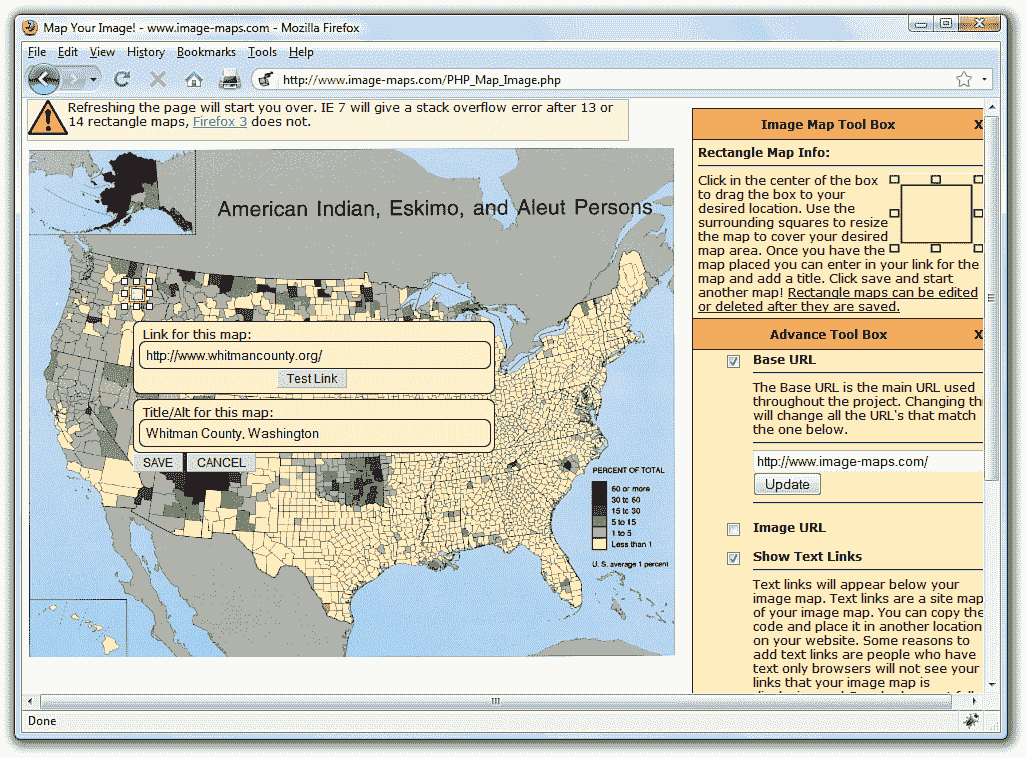 Map Your Image! - www.image-maps.com - Mozilla Firefox
File Edit View History Bookmarks Tools Help
http://www.image-maps.com/PHP_Map_Image.php
Refreshing the page will start you over. IE 7 will give a stack overflow error after 13 or
14 rectangle maps, Firefox 3 does not.
American Indian, Eskimo, and Aleut Persons
Link for this map:
http://www.whitmancounty.org/
Test Link
Title/Alt for this map:
Whitman County, Washington
SAVE CANCEL
PERCENT OF TOTAL
60 or more
30 to 60
15 to 30
5 to 15
1 to 5
Less than 1
U. S. average 1 percent
Image Map Tool Box X
Rectangle Map Info:
Click in the center of the box
to drag the box to your
desired location. Use the
surrounding squares to resize
the map to cover your desired
map area. Once you have the
map placed you can enter in your link for the
map and add a title. Click save and start
another map! Rectangle maps can be edited
or deleted after they are saved.
Advance Tool Box X
Base URL
The Base URL is the main URL used
throughout the project. Changing th
will change all the URL's that match
the one below.
http://www.image-maps.com/
Update
Image URL
Show Text Links
Text links will appear below your
image map. Text links are a site map
of your image map. You can copy the
code and place it in another location
on your website. Some reasons to
add text links are people who have
text only browsers will not see your
links that your image map is
Done